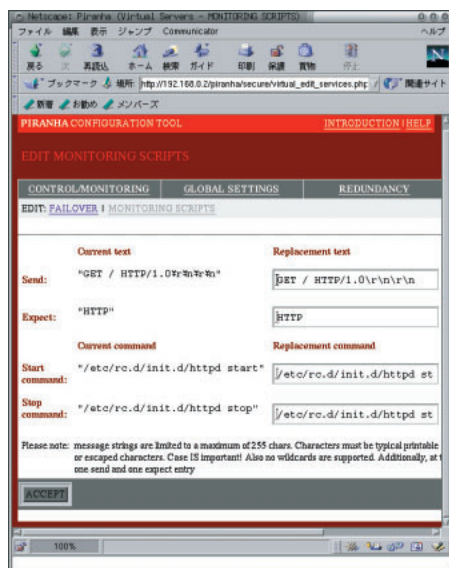 Netscape: Piranha (Virtual Servers - MONITORING SCRIPTS)
ファイル 編集 表示 ジャンプ Communicator ヘルプ
戻る 次 再読込 ホーム 検索 ガイド 印刷 保護 買物 停止
ブックマーク 場所: http://192.168.0.2/piranha/secure/virtual_edit_services.php 関連サイト
新着 お勧め メンバーズ
PIRANHA CONFIGURATION TOOL INTRODUCTION | HELP
EDIT MONITORING SCRIPTS
CONTROL/MONITORING GLOBAL SETTINGS REDUNDANCY
EDIT: FAILOVER | MONITORING SCRIPTS
Current text Replacement text
Send: "GET / HTTP/1.0¥r¥n¥r¥n" GET / HTTP/1.0\r\n\r\n
Expect: "HTTP" HTTP
Current command Replacement command
Start command: "/etc/rc.d/init.d/httpd start" /etc/rc.d/init.d/httpd st
Stop command: "/etc/rc.d/init.d/httpd stop" /etc/rc.d/init.d/httpd st
Please note: message strings are limited to a maximum of 255 chars. Characters must be typical printable
or escaped characters. Case IS important! Also no wildcards are supported. Additionally, at t
one send and one expect entry
ACCEPT
100%